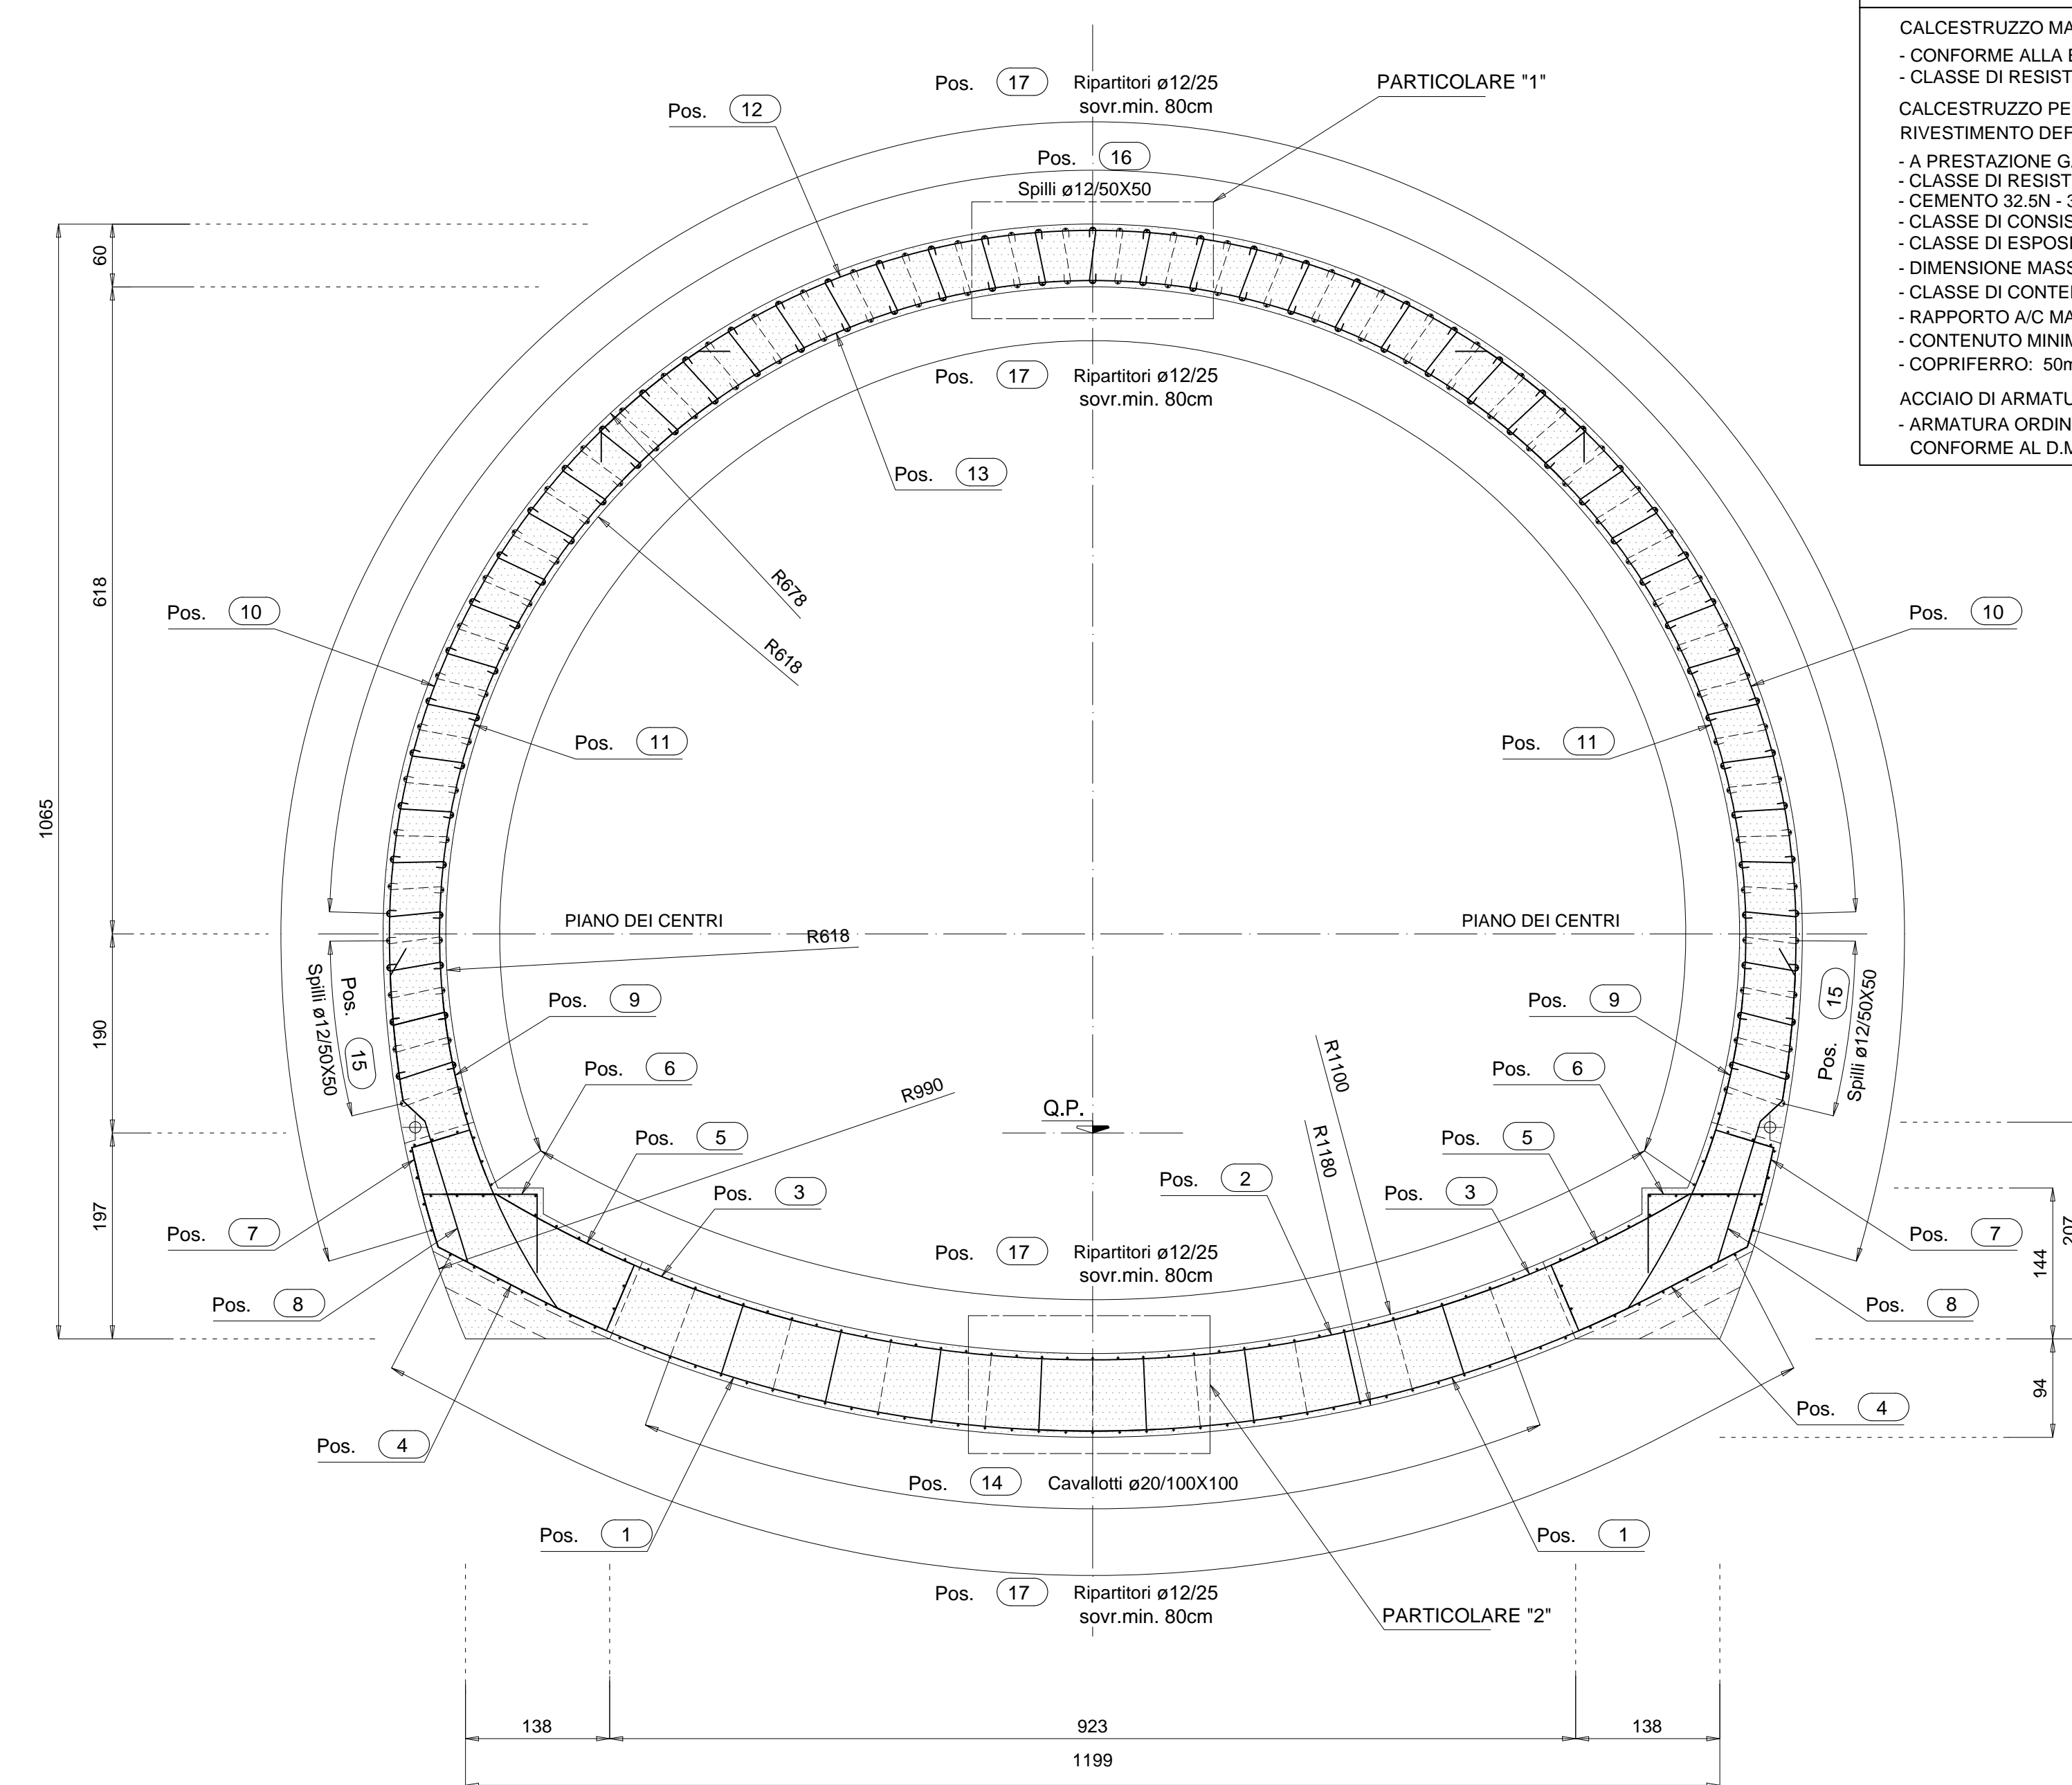 CALCESTRUZZO MA
- CONFORME ALLA
- CLASSE DI RESIST
CALCESTRUZZO PE
RIVESTIMENTO DEF
- A PRESTAZIONE G
- CLASSE DI RESIST
- CEMENTO 32.5N -
- CLASSE DI CONSIS
- CLASSE DI ESPOSI
- DIMENSIONE MASS
- CLASSE DI CONTE
- RAPPORTO A/C MA
- CONTENUTO MINIM
- COPRIFERRO: 50m
ACCIAIO DI ARMATU
- ARMATURA ORDIN
CONFORME AL D.M
Pos. 17 Ripartitori ø12/25
sovr.min. 80cm
PARTICOLARE "1"
Pos. 12
Pos. 16
Spilli ø12/50X50
60
Pos. 17 Ripartitori ø12/25
sovr.min. 80cm
Pos. 13
618
R678
R618
Pos. 10
Pos. 10
Pos. 11
Pos. 11
1065
PIANO DEI CENTRI
PIANO DEI CENTRI
R618
Pos. 15
Spilli ø12/50X50
Pos. 15
Spilli ø12/50X50
Pos. 9
Pos. 9
190
Pos. 6
Pos. 6
R990
R1100
Q.P.
Pos. 5
Pos. 5
R1180
Pos. 3
Pos. 2
Pos. 3
197
Pos. 7
Pos. 7
207
144
Pos. 17 Ripartitori ø12/25
sovr.min. 80cm
Pos. 8
Pos. 8
94
Pos. 4
Pos. 4
Pos. 14 Cavallotti ø20/100X100
Pos. 1
Pos. 1
Pos. 17 Ripartitori ø12/25
sovr.min. 80cm
PARTICOLARE "2"
138
923
138
1199